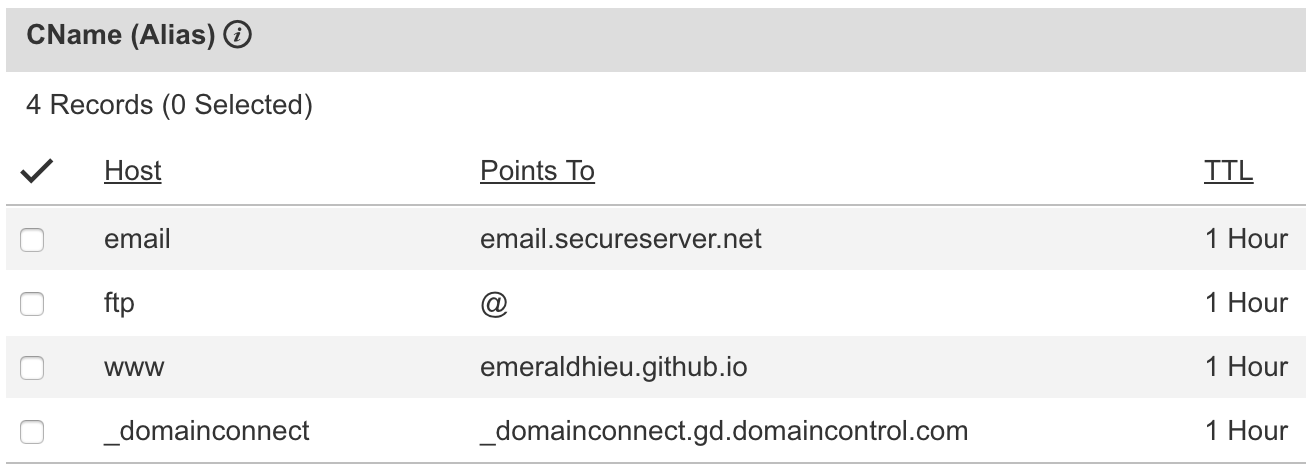 CName (Alias)
4 Records (0 Selected)
Host Points To TTL
email email.secureserver.net 1 Hour
ftp @ 1 Hour
www emeraldhieu.github.io 1 Hour
_domainconnect _domainconnect.gd.domaincontrol.com 1 Hour